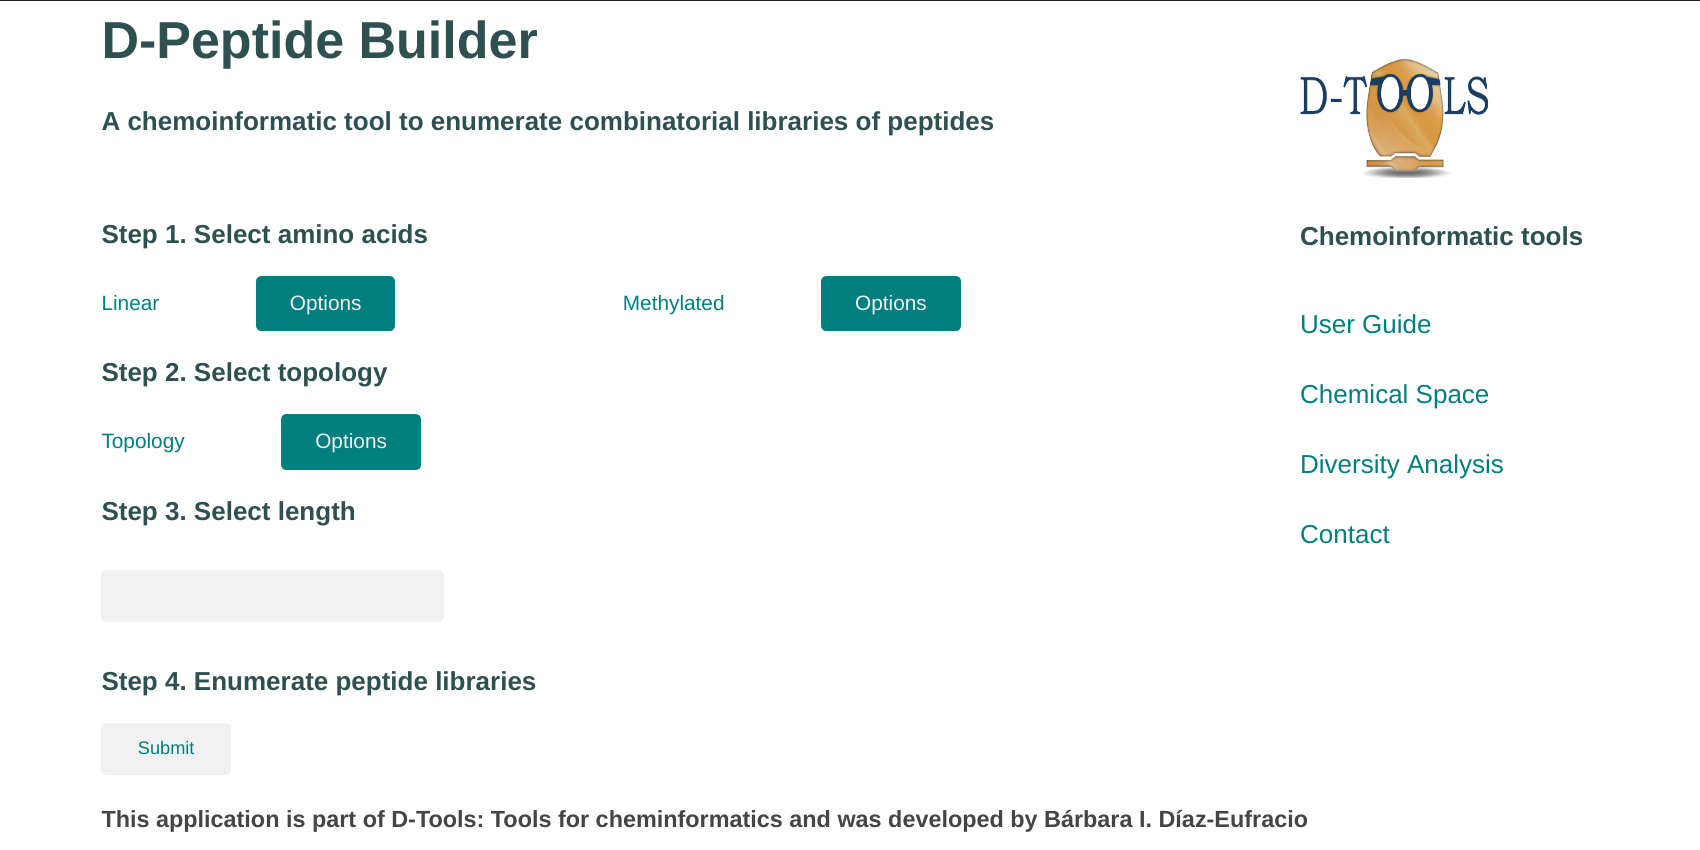 D-Peptide Builder
A chemoinformatic tool to enumerate combinatorial libraries of peptides
Step 1. Select amino acids
Linear Options Methylated Options
Step 2. Select topology
Topology Options
Step 3. Select length
Step 4. Enumerate peptide libraries
Submit
This application is part of D-Tools: Tools for cheminformatics and was developed by Bárbara I. Díaz-Eufracio
D-TOOLS
Chemoinformatic tools
User Guide
Chemical Space
Diversity Analysis
Contact